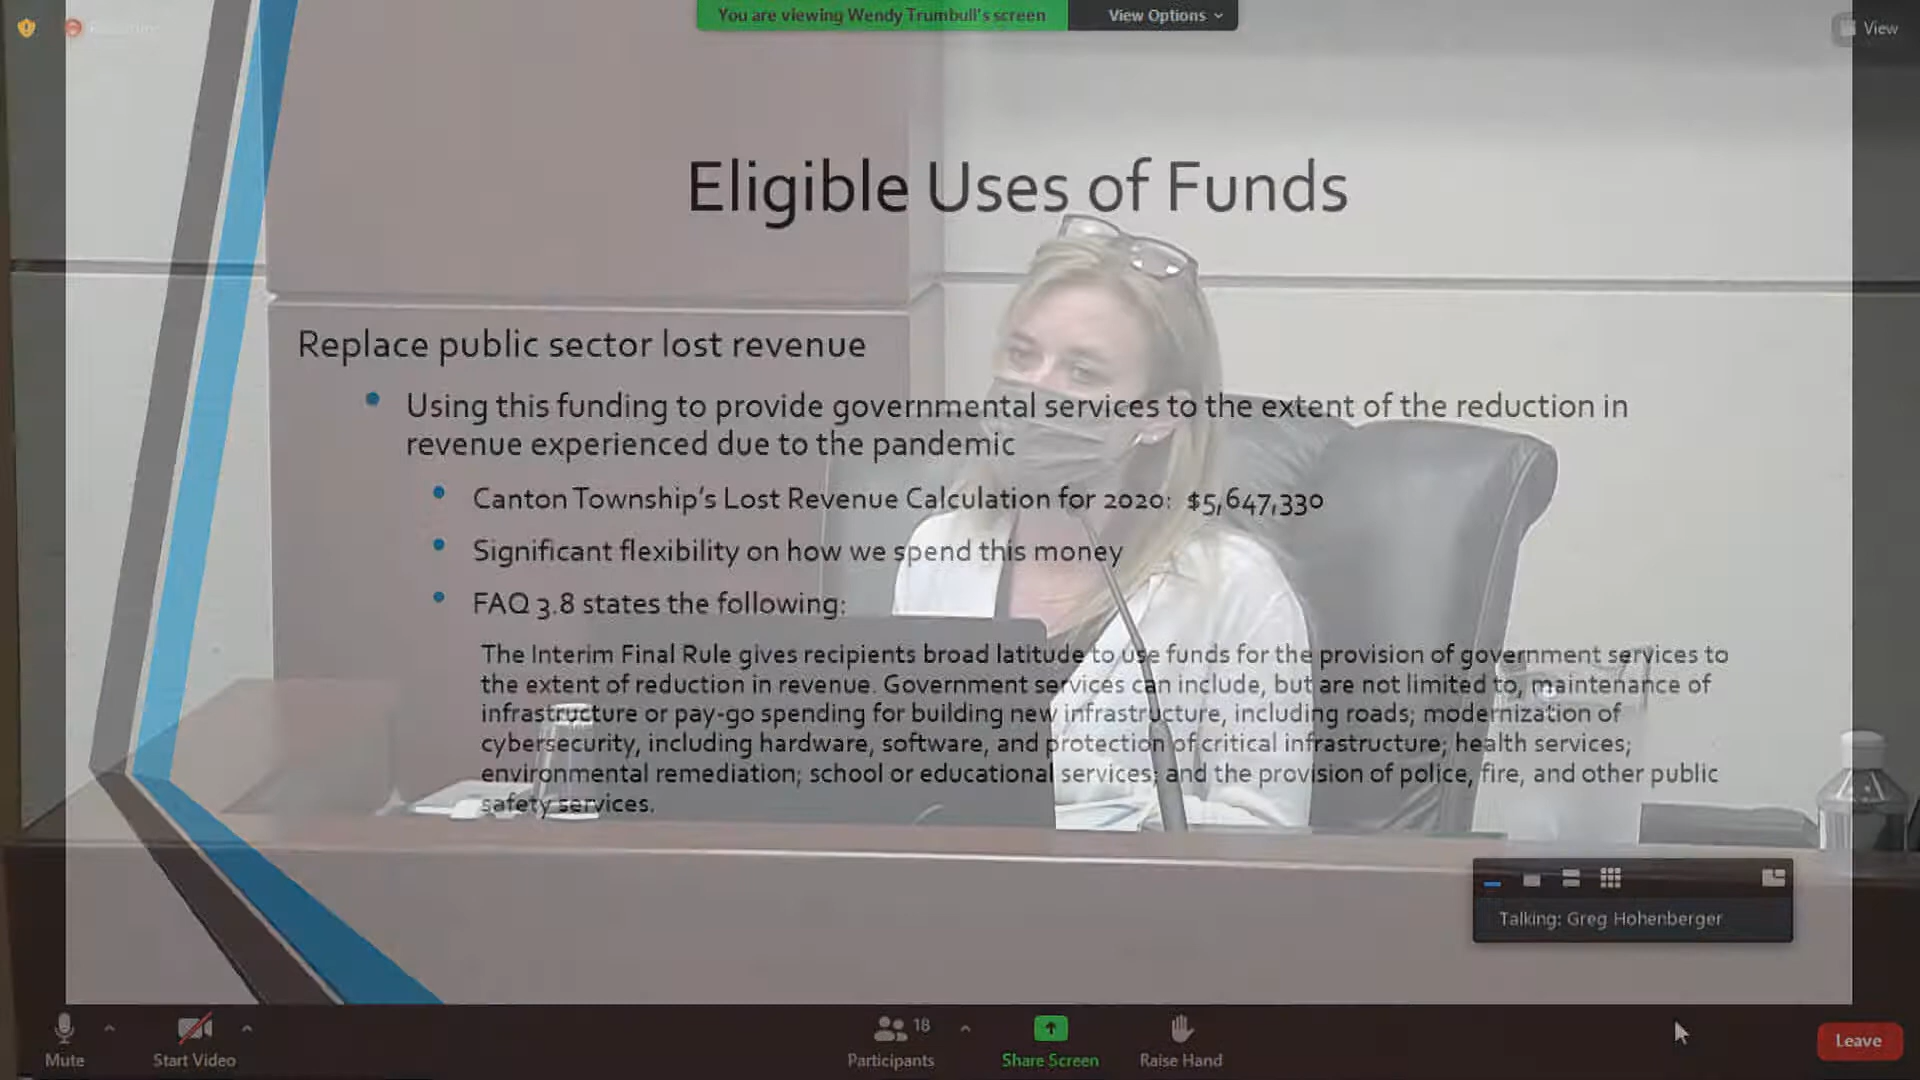 You are viewing Wendy Trumbull's screen
View Options
View
Eligible Uses of Funds
Replace public sector lost revenue
Using this funding to provide governmental services to the extent of the reduction in
revenue experienced due to the pandemic
Canton Township's Lost Revenue Calculation for 2020: $5,647,330
Significant flexibility on how we spend this money
FAQ 3.8 states the following:
The Interim Final Rule gives recipients broad latitude to use funds for the provision of government services to
the extent of reduction in revenue. Government services can include, but are not limited to, maintenance of
infrastructure or pay-go spending for building new infrastructure, including roads; modernization of
cybersecurity, including hardware, software, and protection of critical infrastructure; health services;
environmental remediation; school or educational services; and the provision of police, fire, and other public
safety services.
Talking: Greg Hohenberger
Mute
Start Video
18
Participants
Share Screen
Raise Hand
Leave